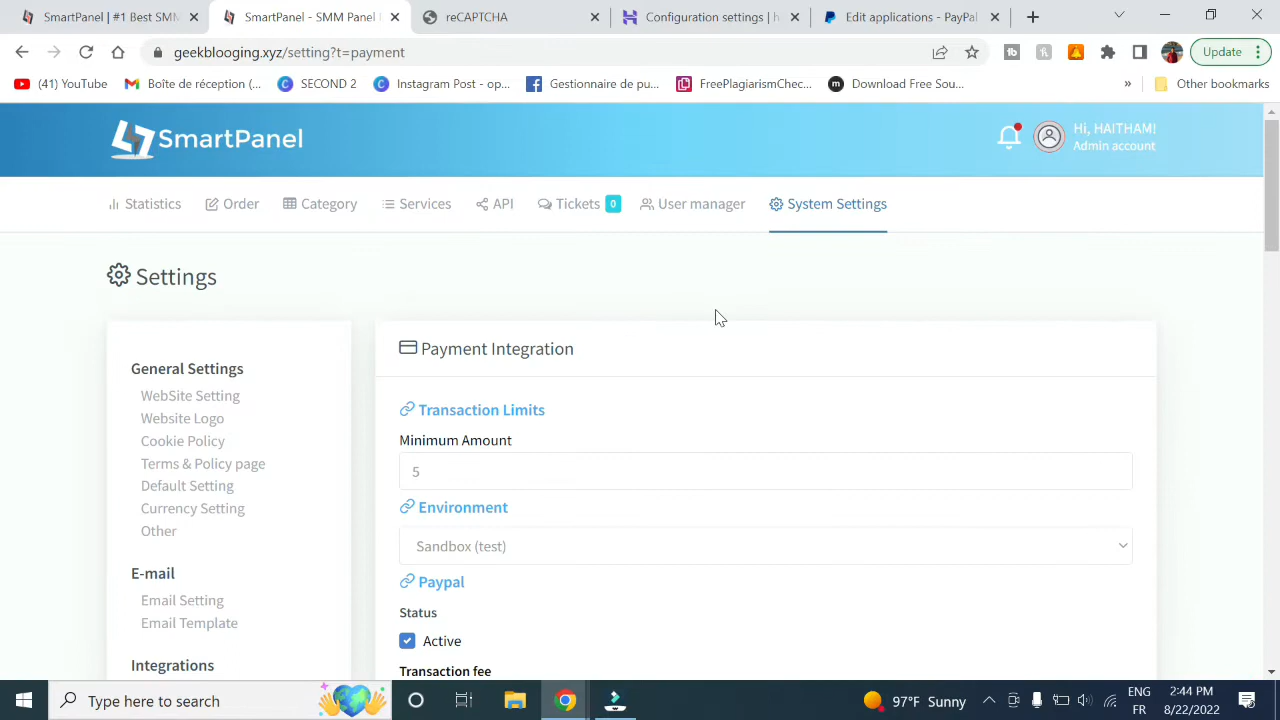 SmartPanel | #1 Best SMN
SmartPanel - SMM Panel
reCAPTCHA
Configuration settings | h
Edit applications - PayPal
geekblooging.xyz/setting?t=payment
Update
(41) YouTube
Boîte de réception (...
SECOND 2
Instagram Post - op...
Gestionnaire de pu...
FreePlagiarismChec...
Download Free Sou...
»
Other bookmarks
SmartPanel
Hi, HAITHAM!
Admin account
Statistics
Order
Category
Services
API
Tickets 0
User manager
System Settings
Settings
General Settings
WebSite Setting
Website Logo
Cookie Policy
Terms & Policy page
Default Setting
Currency Setting
Other
E-mail
Email Setting
Email Template
Integrations
Payment Integration
Transaction Limits
Minimum Amount
5
Environment
Sandbox (test)
Paypal
Status
Active
Transaction fee
Type here to search
97°F Sunny
ENG
FR
2:44 PM
8/22/2022